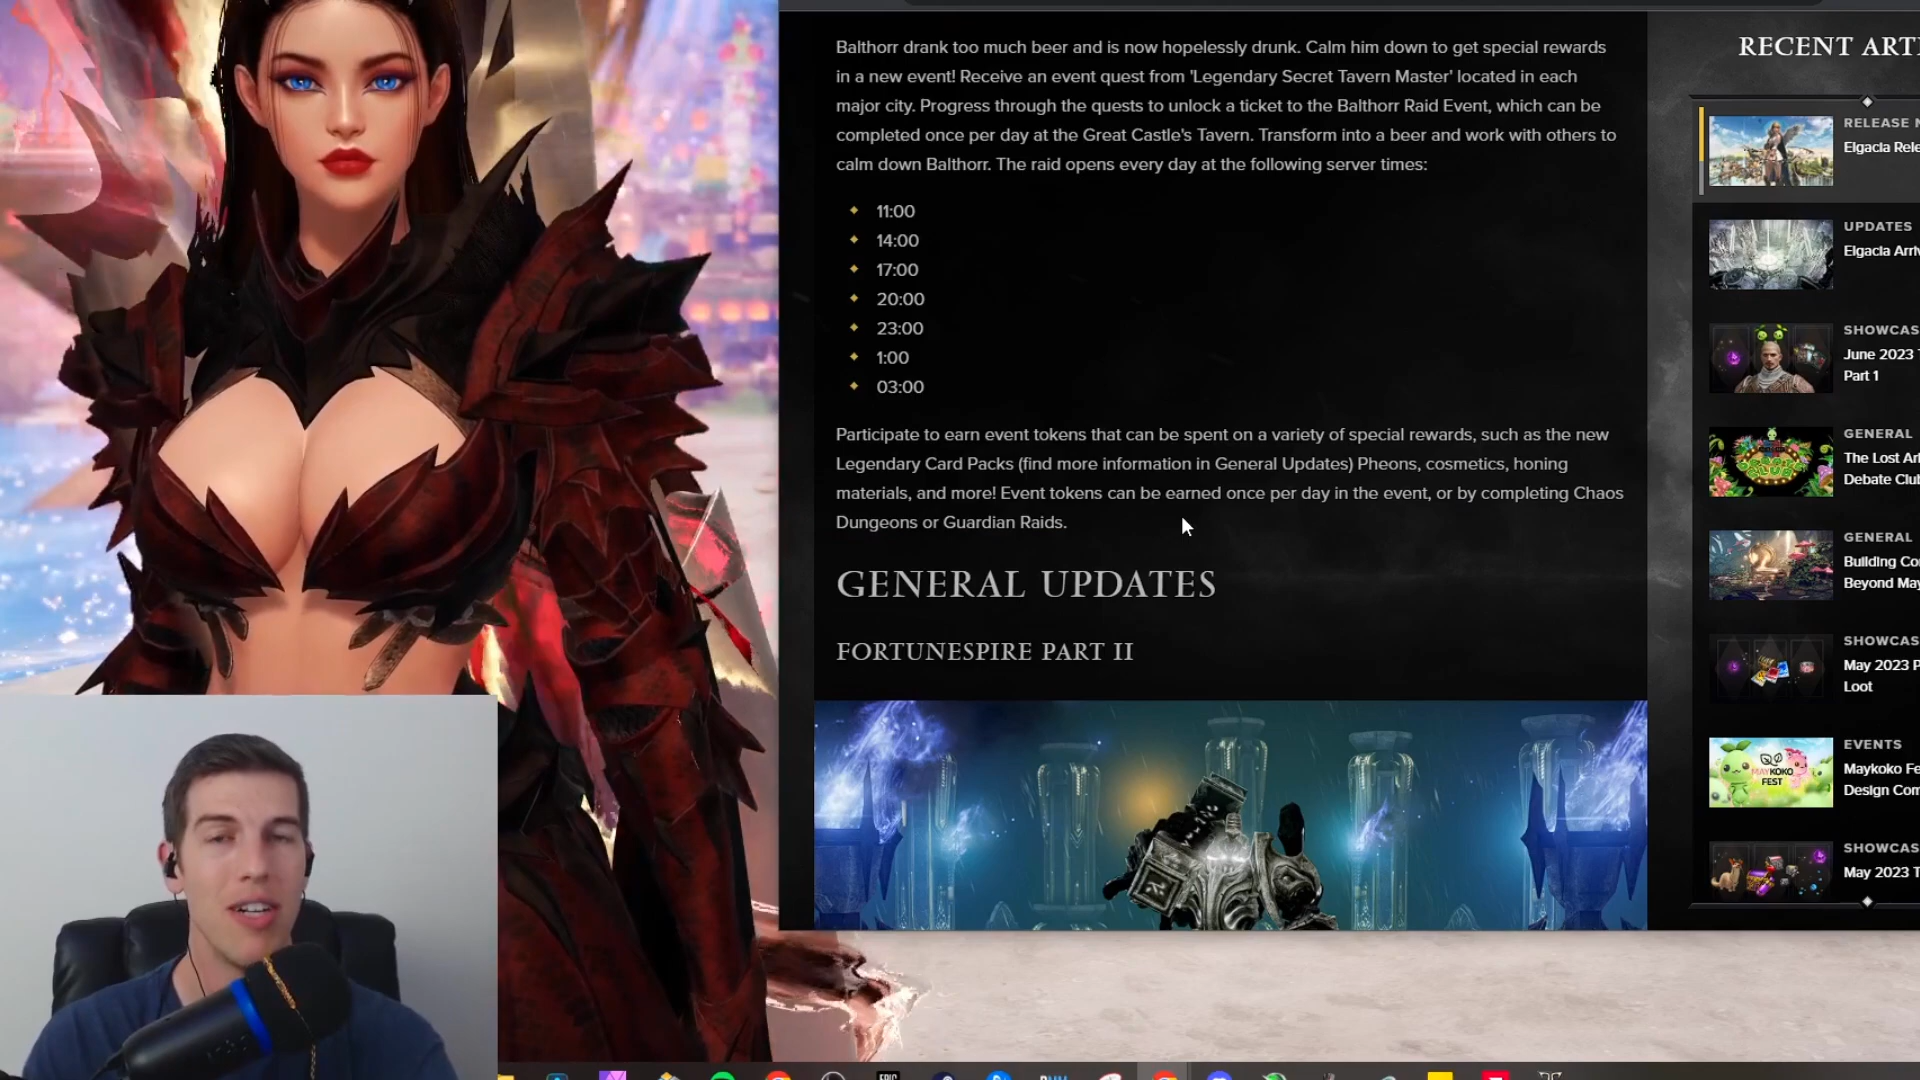 Balthorr drank too much beer and is now hopelessly drunk. Calm him down to get special rewards
in a new event! Receive an event quest from 'Legendary Secret Tavern Master' located in each
major city. Progress through the quests to unlock a ticket to the Balthorr Raid Event, which can be
completed once per day at the Great Castle's Tavern. Transform into a beer and work with others to
calm down Balthorr. The raid opens every day at the following server times:
11:00
14:00
17:00
20:00
23:00
1:00
03:00
Participate to earn event tokens that can be spent on a variety of special rewards, such as the new
Legendary Card Packs (find more information in General Updates) Pheons, cosmetics, honing
materials, and more! Event tokens can be earned once per day in the event, or by completing Chaos
Dungeons or Guardian Raids.
GENERAL UPDATES
FORTUNESPIRE PART II
RECENT ARTI
RELEASE N
Elgacia Rele
UPDATES
Elgacia Arriv
SHOWCAS
June 2023 T
Part 1
GENERAL
The Lost Ar
Debate Club
GENERAL
Building Co
Beyond May
SHOWCAS
May 2023 P
Loot
EVENTS
Maykoko Fe
Design Com
MAYKOKO
FEST
SHOWCAS
May 2023 T
EPIC